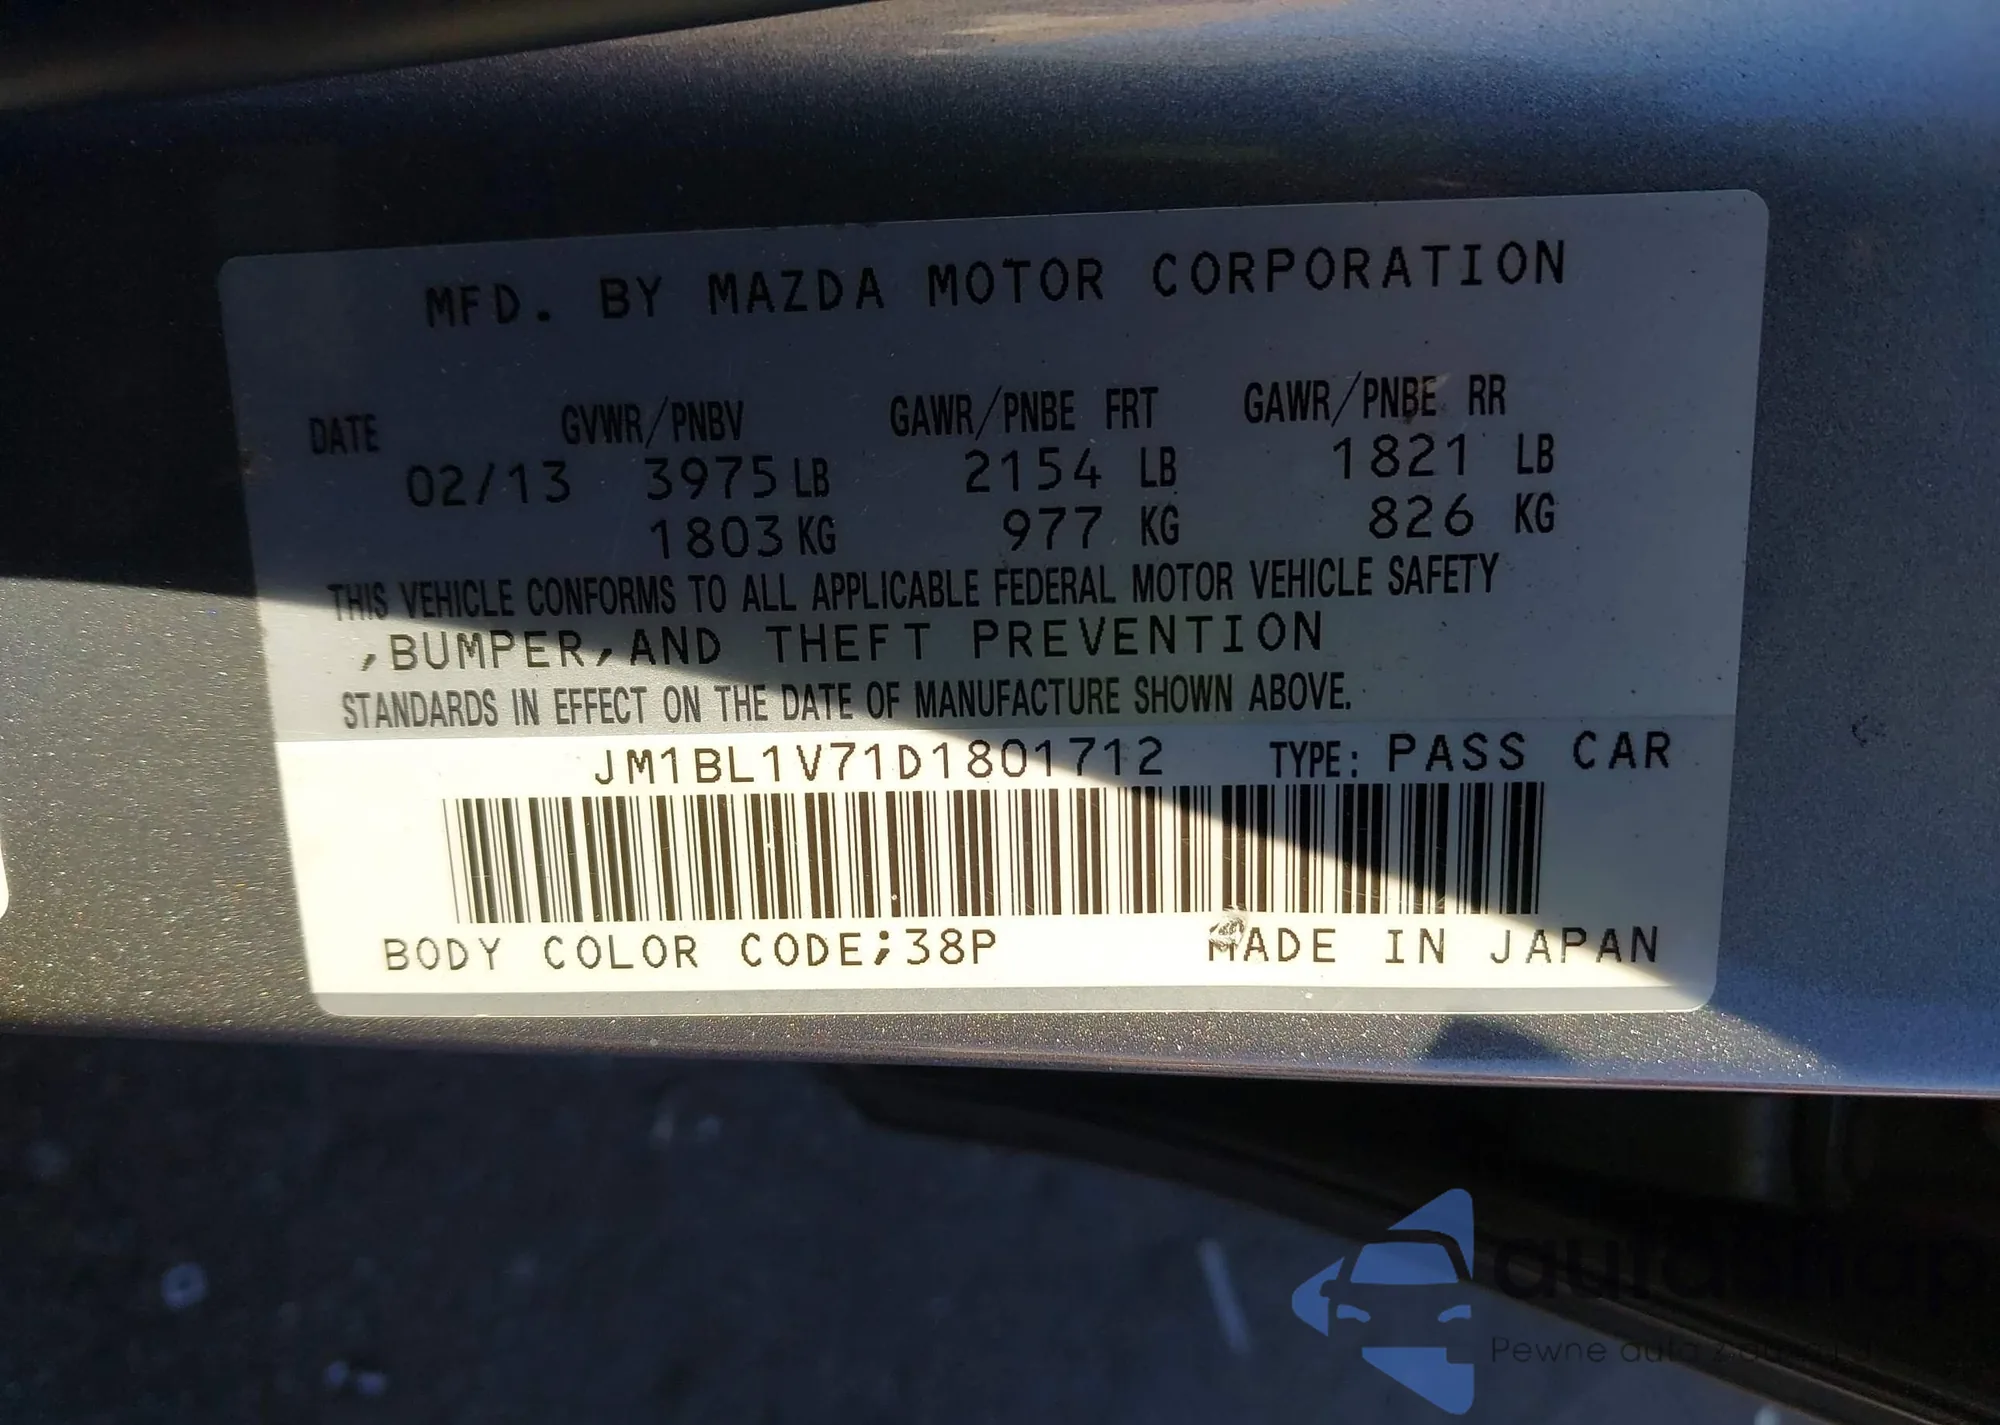 MFD. BY MAZDA MOTOR CORPORATION
DATE GVWR/PNBV GAWR/PNBE FRT GAWR/PNBE RR
02/13 3975 LB 2154 LB 1821 LB
1803 KG 977 KG 826 KG
THIS VEHICLE CONFORMS TO ALL APPLICABLE FEDERAL MOTOR VEHICLE SAFETY
,BUMPER,AND THEFT PREVENTION
STANDARDS IN EFFECT ON THE DATE OF MANUFACTURE SHOWN ABOVE.
JM1BL1V71D1801712 TYPE: PASS CAR
BODY COLOR CODE;38P MADE IN JAPAN
Pewne auta z